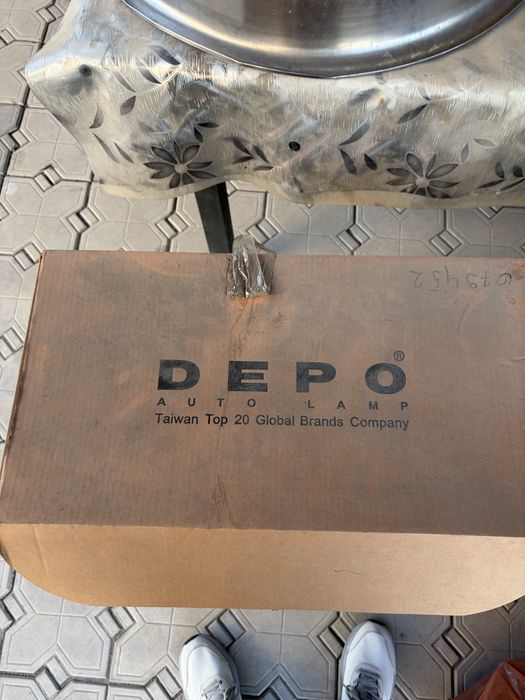 DEPO®
AUTO LAMP
Taiwan Top 20 Global Brands Company